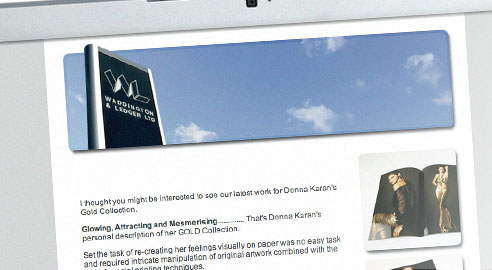 WADDINGTON
& LEDGER LTD
I thought you might be interested to see our latest work for Donna Karan's
Gold Collection.
Glowing, Attracting and Mesmerising............. That's Donna Karan's
personal description of her GOLD Collection.
Set the task of re-creating her feelings visually on paper was no easy task
and required intricate manipulation of original artwork combined with the
printing techniques.